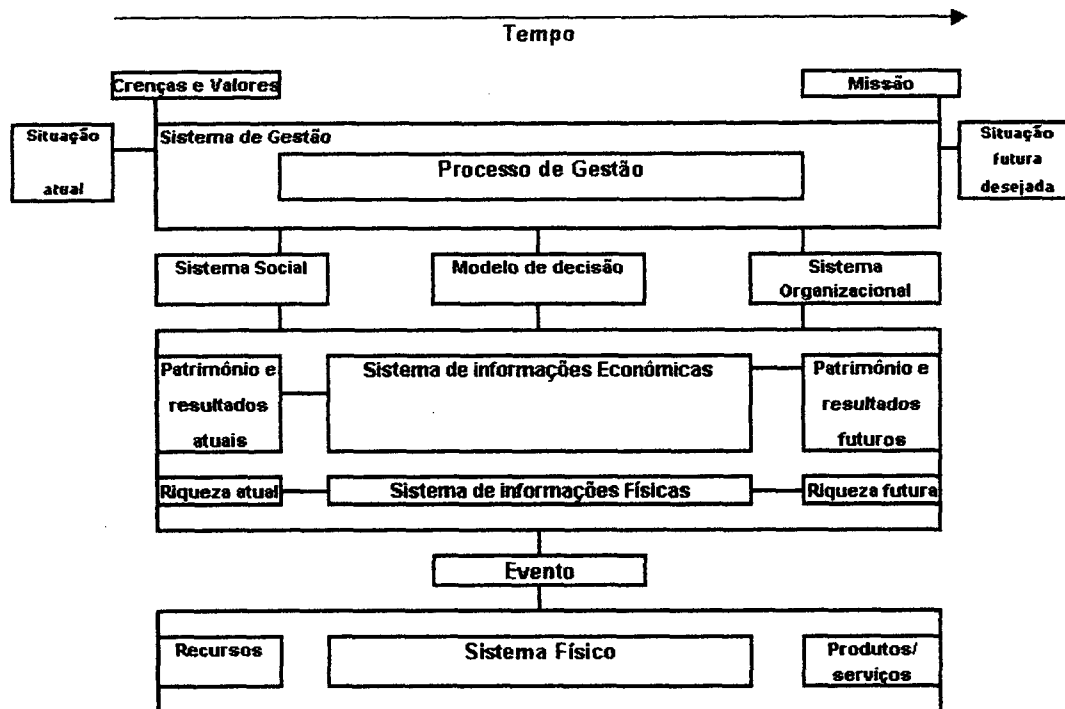 Tempo
Crenças e Valores
Missão
Situação
atual
Sistema de Gestão
Processo de Gestão
Situação
futura
desejada
Sistema Social
Modelo de decisão
Sistema
Organizacional
Patrimônio e
resultados
atuais
Sistema de informações Econômicas
Patrimônio e
resultados
futuros
Riqueza atual
Sistema de informações Físicas
Riqueza futura
Evento
Recursos
Sistema Físico
Produtos/
serviços